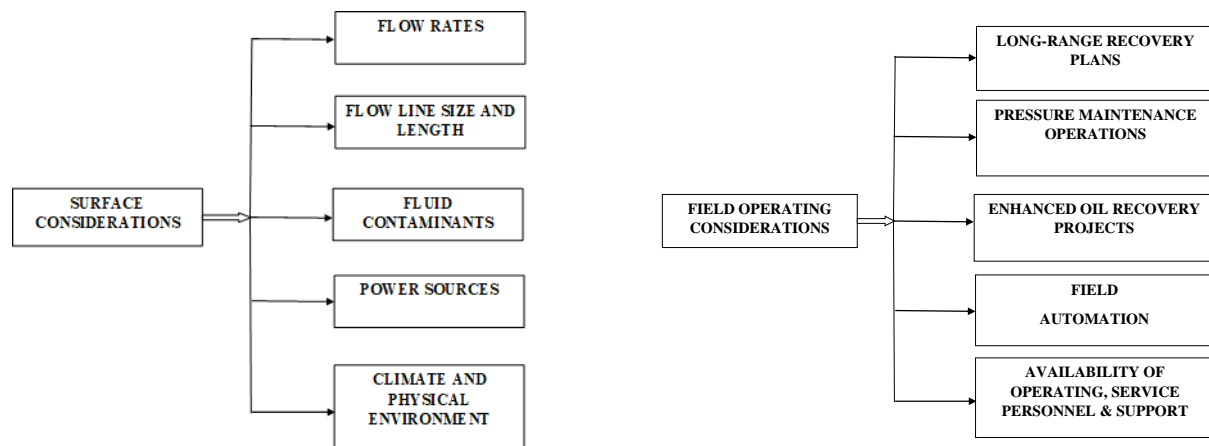 SURFACE
CONSIDERATIONS
FLOW RATES
FLOW LINE SIZE AND
LENGTH
FLUID
CONTAMINANTS
POWER SOURCES
CLIMATE AND
PHYSICAL
ENVIRONMENT
FIELD OPERATING
CONSIDERATIONS
LONG-RANGE RECOVERY
PLANS
PRESSURE MAINTENANCE
OPERATIONS
ENHANCED OIL RECOVERY
PROJECTS
FIELD
AUTOMATION
AVAILABILITY OF
OPERATING, SERVICE
PERSONNEL & SUPPORT